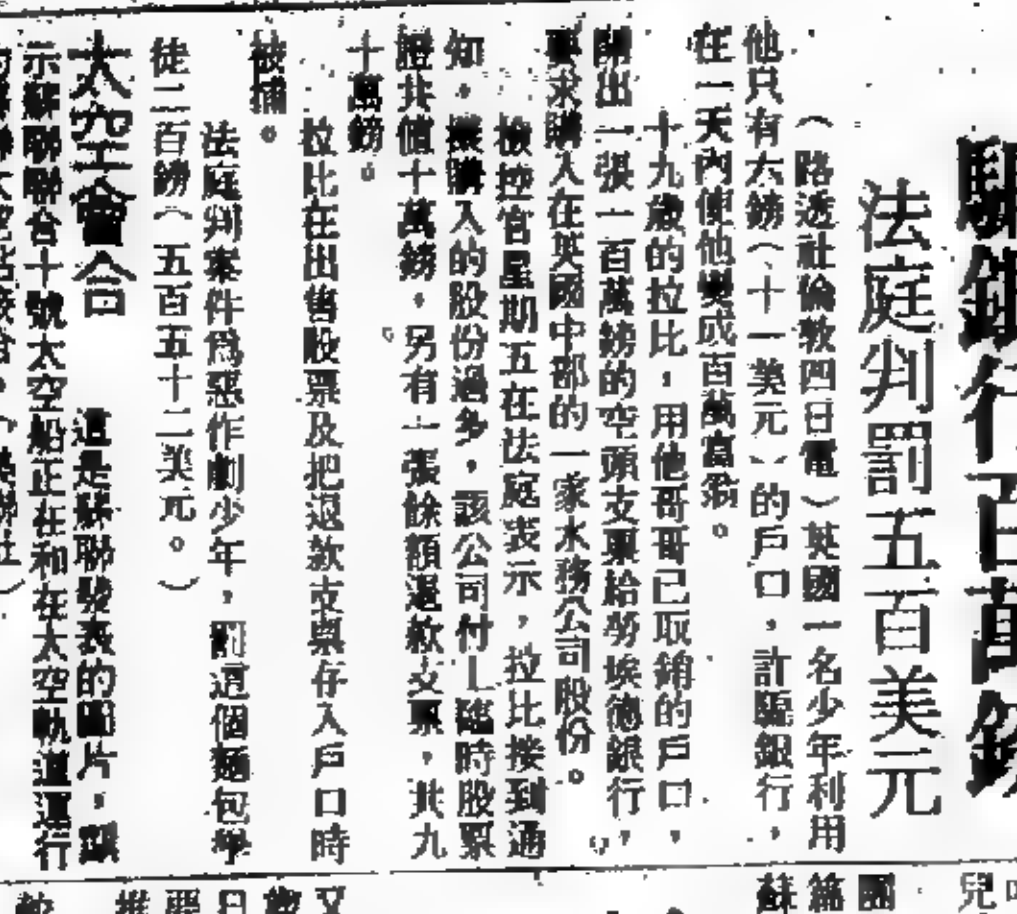 騙銀行百萬鎊
法庭判罰五百美元
（路透社倫敦四日電）英國一名少年利用
他只有六鎊（十一美元）的戶口，計騙銀行，
在一天內使他變成百萬富翁。
十九歲的拉比，用他哥哥已取銷的戶口，
開出一張一百萬鎊的空頭支票給勞埃德銀行，
要求購入在英國中部的一家水務公司股份。
檢控官星期五在法庭表示，拉比接到通
知，獲購入的股份過多，該公司付上臨時股票
證共值十萬鎊，另有一張餘額退款支票，共九
十萬鎊。
拉比在出售股票及把退款支票存入戶口時
被捕。
法庭判案件為惡作劇少年，罰這個麵包學
徒二百鎊（五百五十二美元。）
太空會合 這是蘇聯發表的圖片，顯
示蘇聯聯合十號太空船正在和在太空軌道運行